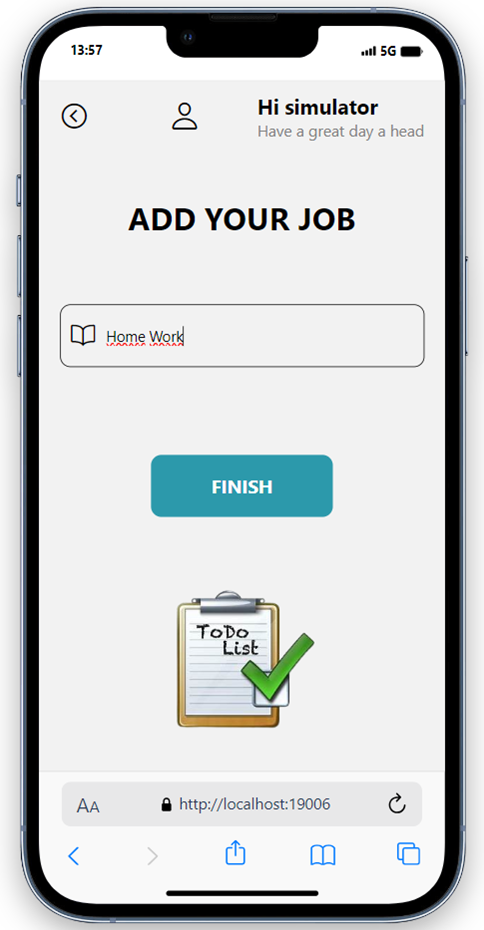 13:57
5G
Hi simulator
Have a great day a head
ADD YOUR JOB
Home Work
FINISH
ToDo
List
AA
http://localhost:19006